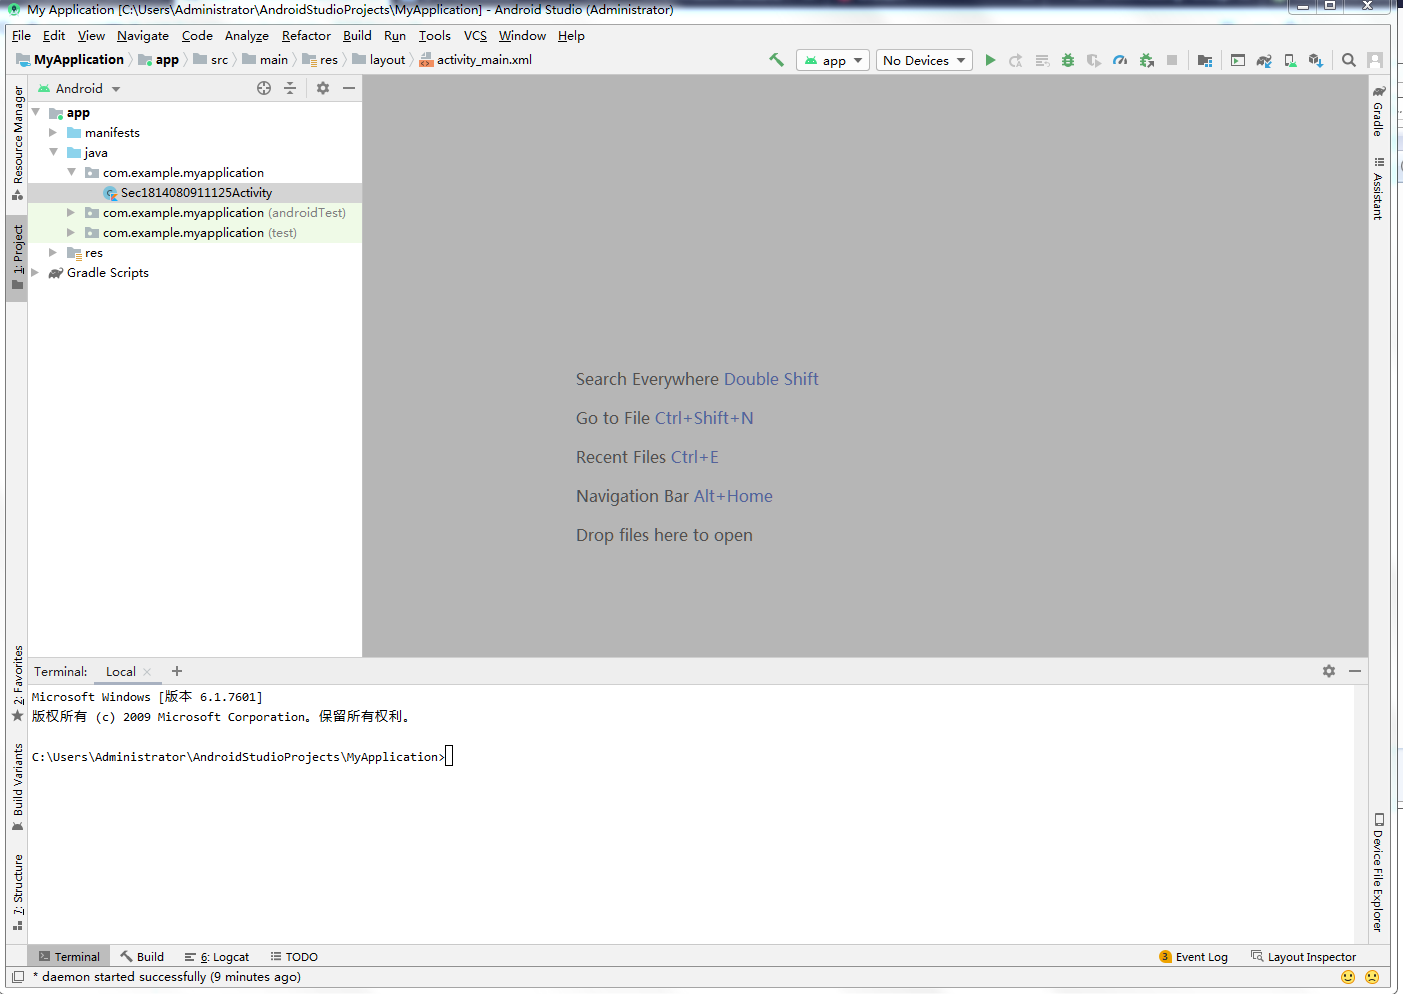 My Application [C:\Users\Administrator\AndroidStudioProjects\MyApplication] - Android Studio (Administrator)
File Edit View Navigate Code Analyze Refactor Build Run Tools VCS Window Help
MyApplication app src main res layout activity_main.xml app No Devices
Android
app
manifests
java
com.example.myapplication
Sec1814080911125Activity
com.example.myapplication (androidTest)
com.example.myapplication (test)
res
Gradle Scripts
Resource Manager
1: Project
2: Favorites
Build Variants
7: Structure
Search Everywhere Double Shift
Go to File Ctrl+Shift+N
Recent Files Ctrl+E
Navigation Bar Alt+Home
Drop files here to open
Gradle
Assistant
Device File Explorer
Terminal: Local
Microsoft Windows [版本 6.1.7601]
版权所有 (c) 2009 Microsoft Corporation。保留所有权利。
C:\Users\Administrator\AndroidStudioProjects\MyApplication>
Terminal Build 6: Logcat TODO 3 Event Log Layout Inspector
* daemon started successfully (9 minutes ago)